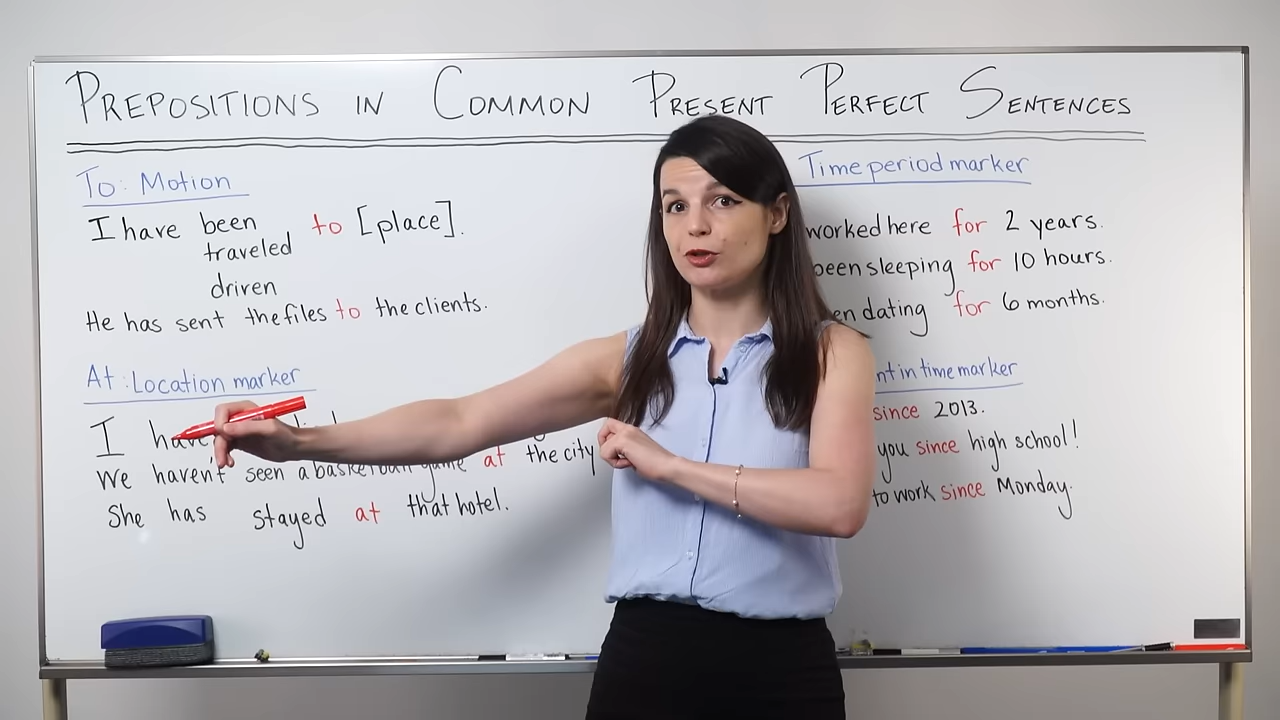 PREPOSITIONS IN COMMON PRESENT PERFECT SENTENCES
To: Motion
I have been to [place].
traveled
driven
He has sent the files to the clients.
At: Location marker
I
We haven't seen a basketball game at the city
She has stayed at that hotel.
Time period marker
worked here for 2 years.
been sleeping for 10 hours.
dating for 6 months.
in time marker
since 2013.
you since high school!
to work since Monday.